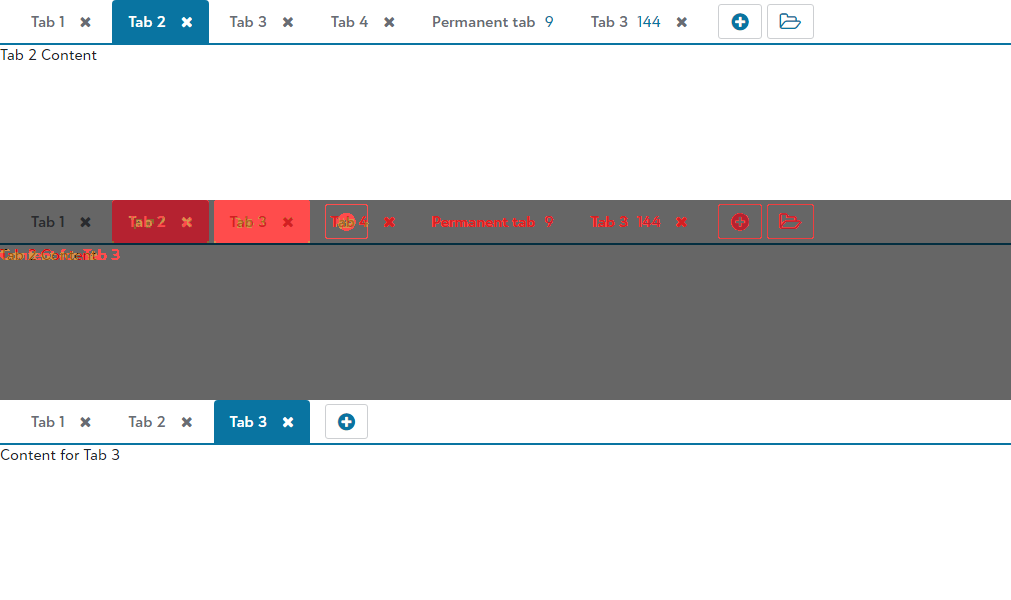 Tab 1 Tab 2 Tab 3 Tab 4 Permanent tab 9 Tab 3 144
Tab 2 Content
Tab 1 Tab 2 Tab 3 Tab 4 Permanent tab 9 Tab 3 144
Tab 3
Tab 1 Tab 2 Tab 3
Content for Tab 3